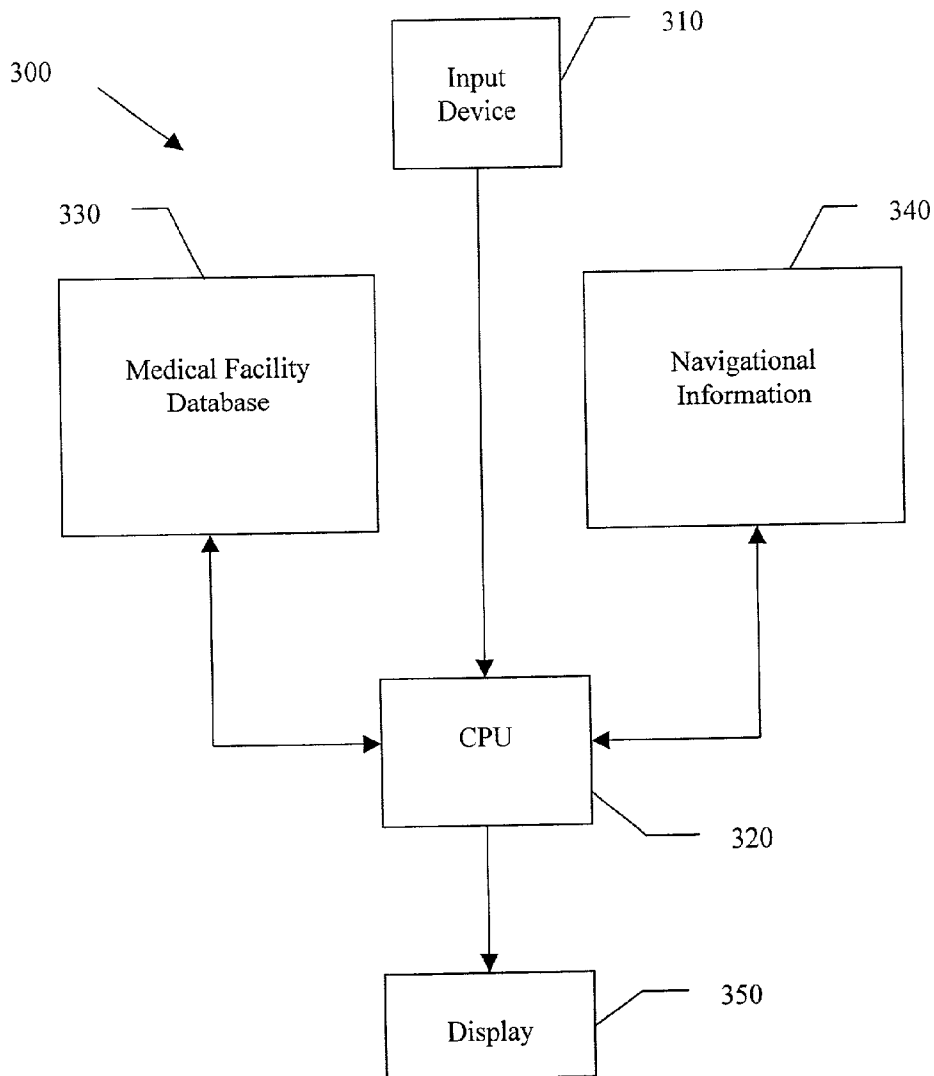 310
Input
Device
300
330
340
Medical Facility
Database
Navigational
Information
CPU
320
350
Display